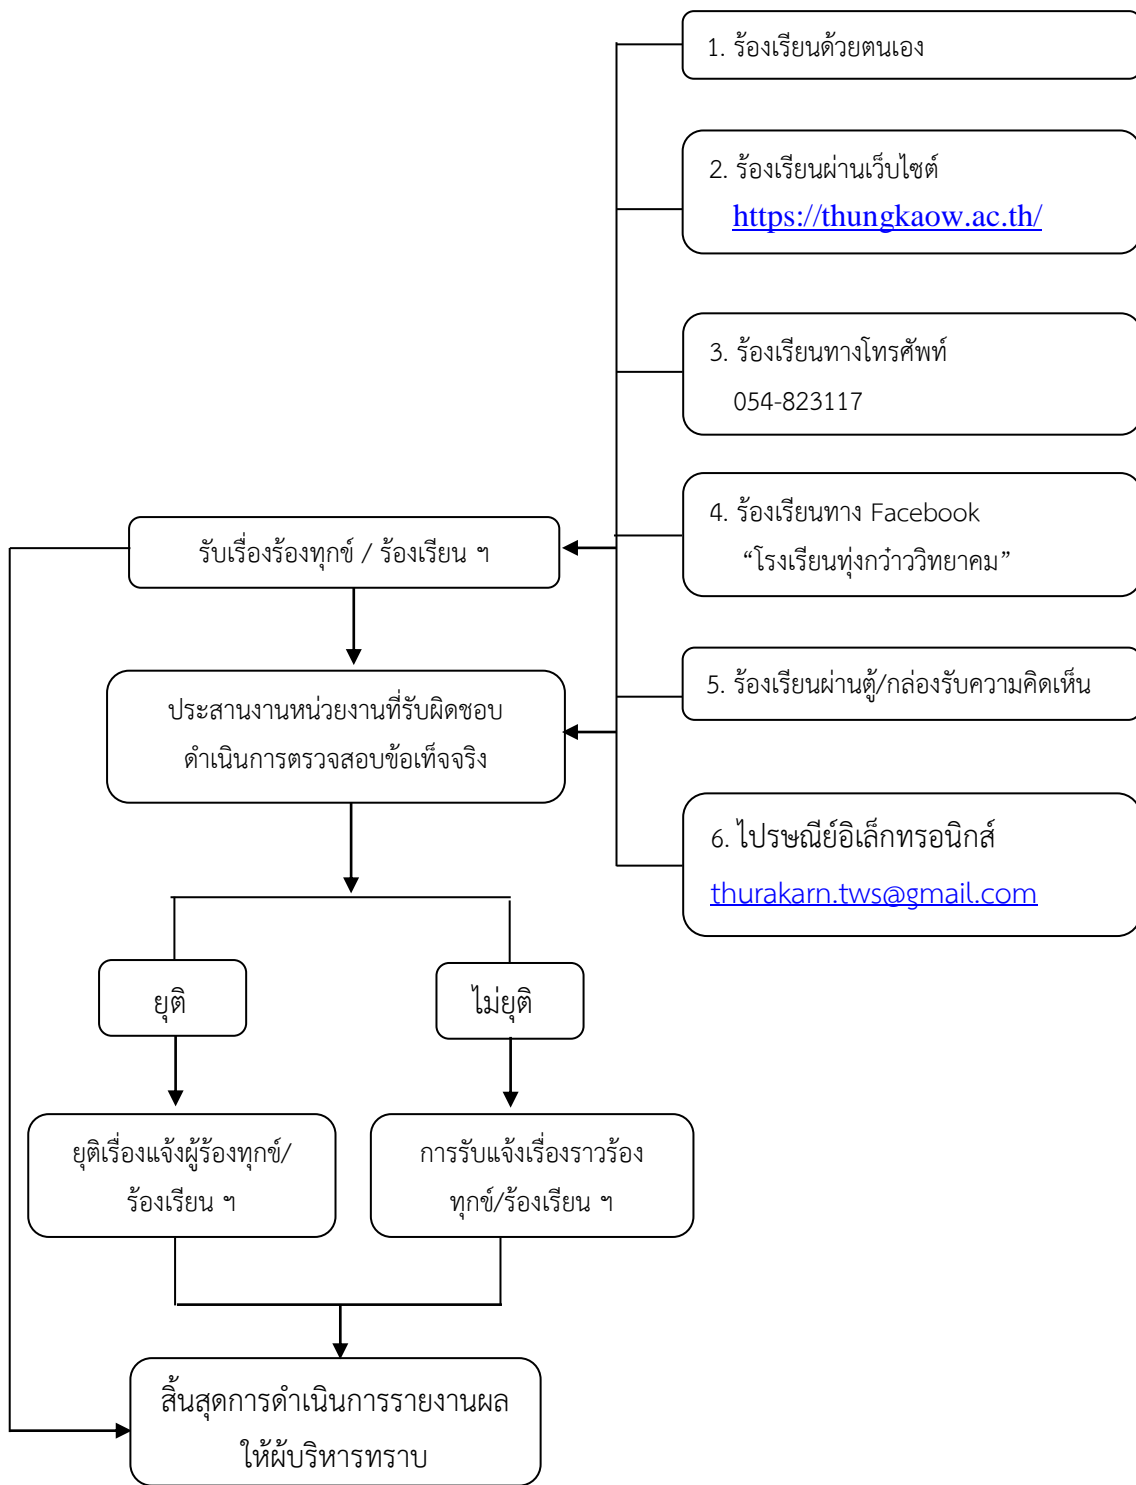 1. ร้องเรียนด้วยตนเอง
2. ร้องเรียนผ่านเว็บไซต์
https://thungkaow.ac.th/
3. ร้องเรียนทางโทรศัพท์
054-823117
4. ร้องเรียนทาง Facebook
“โรงเรียนทุ่งกว๋าววิทยาคม”
รับเรื่องร้องทุกข์ / ร้องเรียน ฯ
5. ร้องเรียนผ่านตู้/กล่องรับความคิดเห็น
ประสานงานหน่วยงานที่รับผิดชอบ
ดำเนินการตรวจสอบข้อเท็จจริง
6. ไปรษณีย์อิเล็กทรอนิกส์
thurakarn.tws@gmail.com
ยุติ
ไม่ยุติ
ยุติเรื่องแจ้งผู้ร้องทุกข์/
ร้องเรียน ฯ
การรับแจ้งเรื่องราวร้อง
ทุกข์/ร้องเรียน ฯ
สิ้นสุดการดำเนินการรายงานผล
ให้ผู้บริหารทราบ